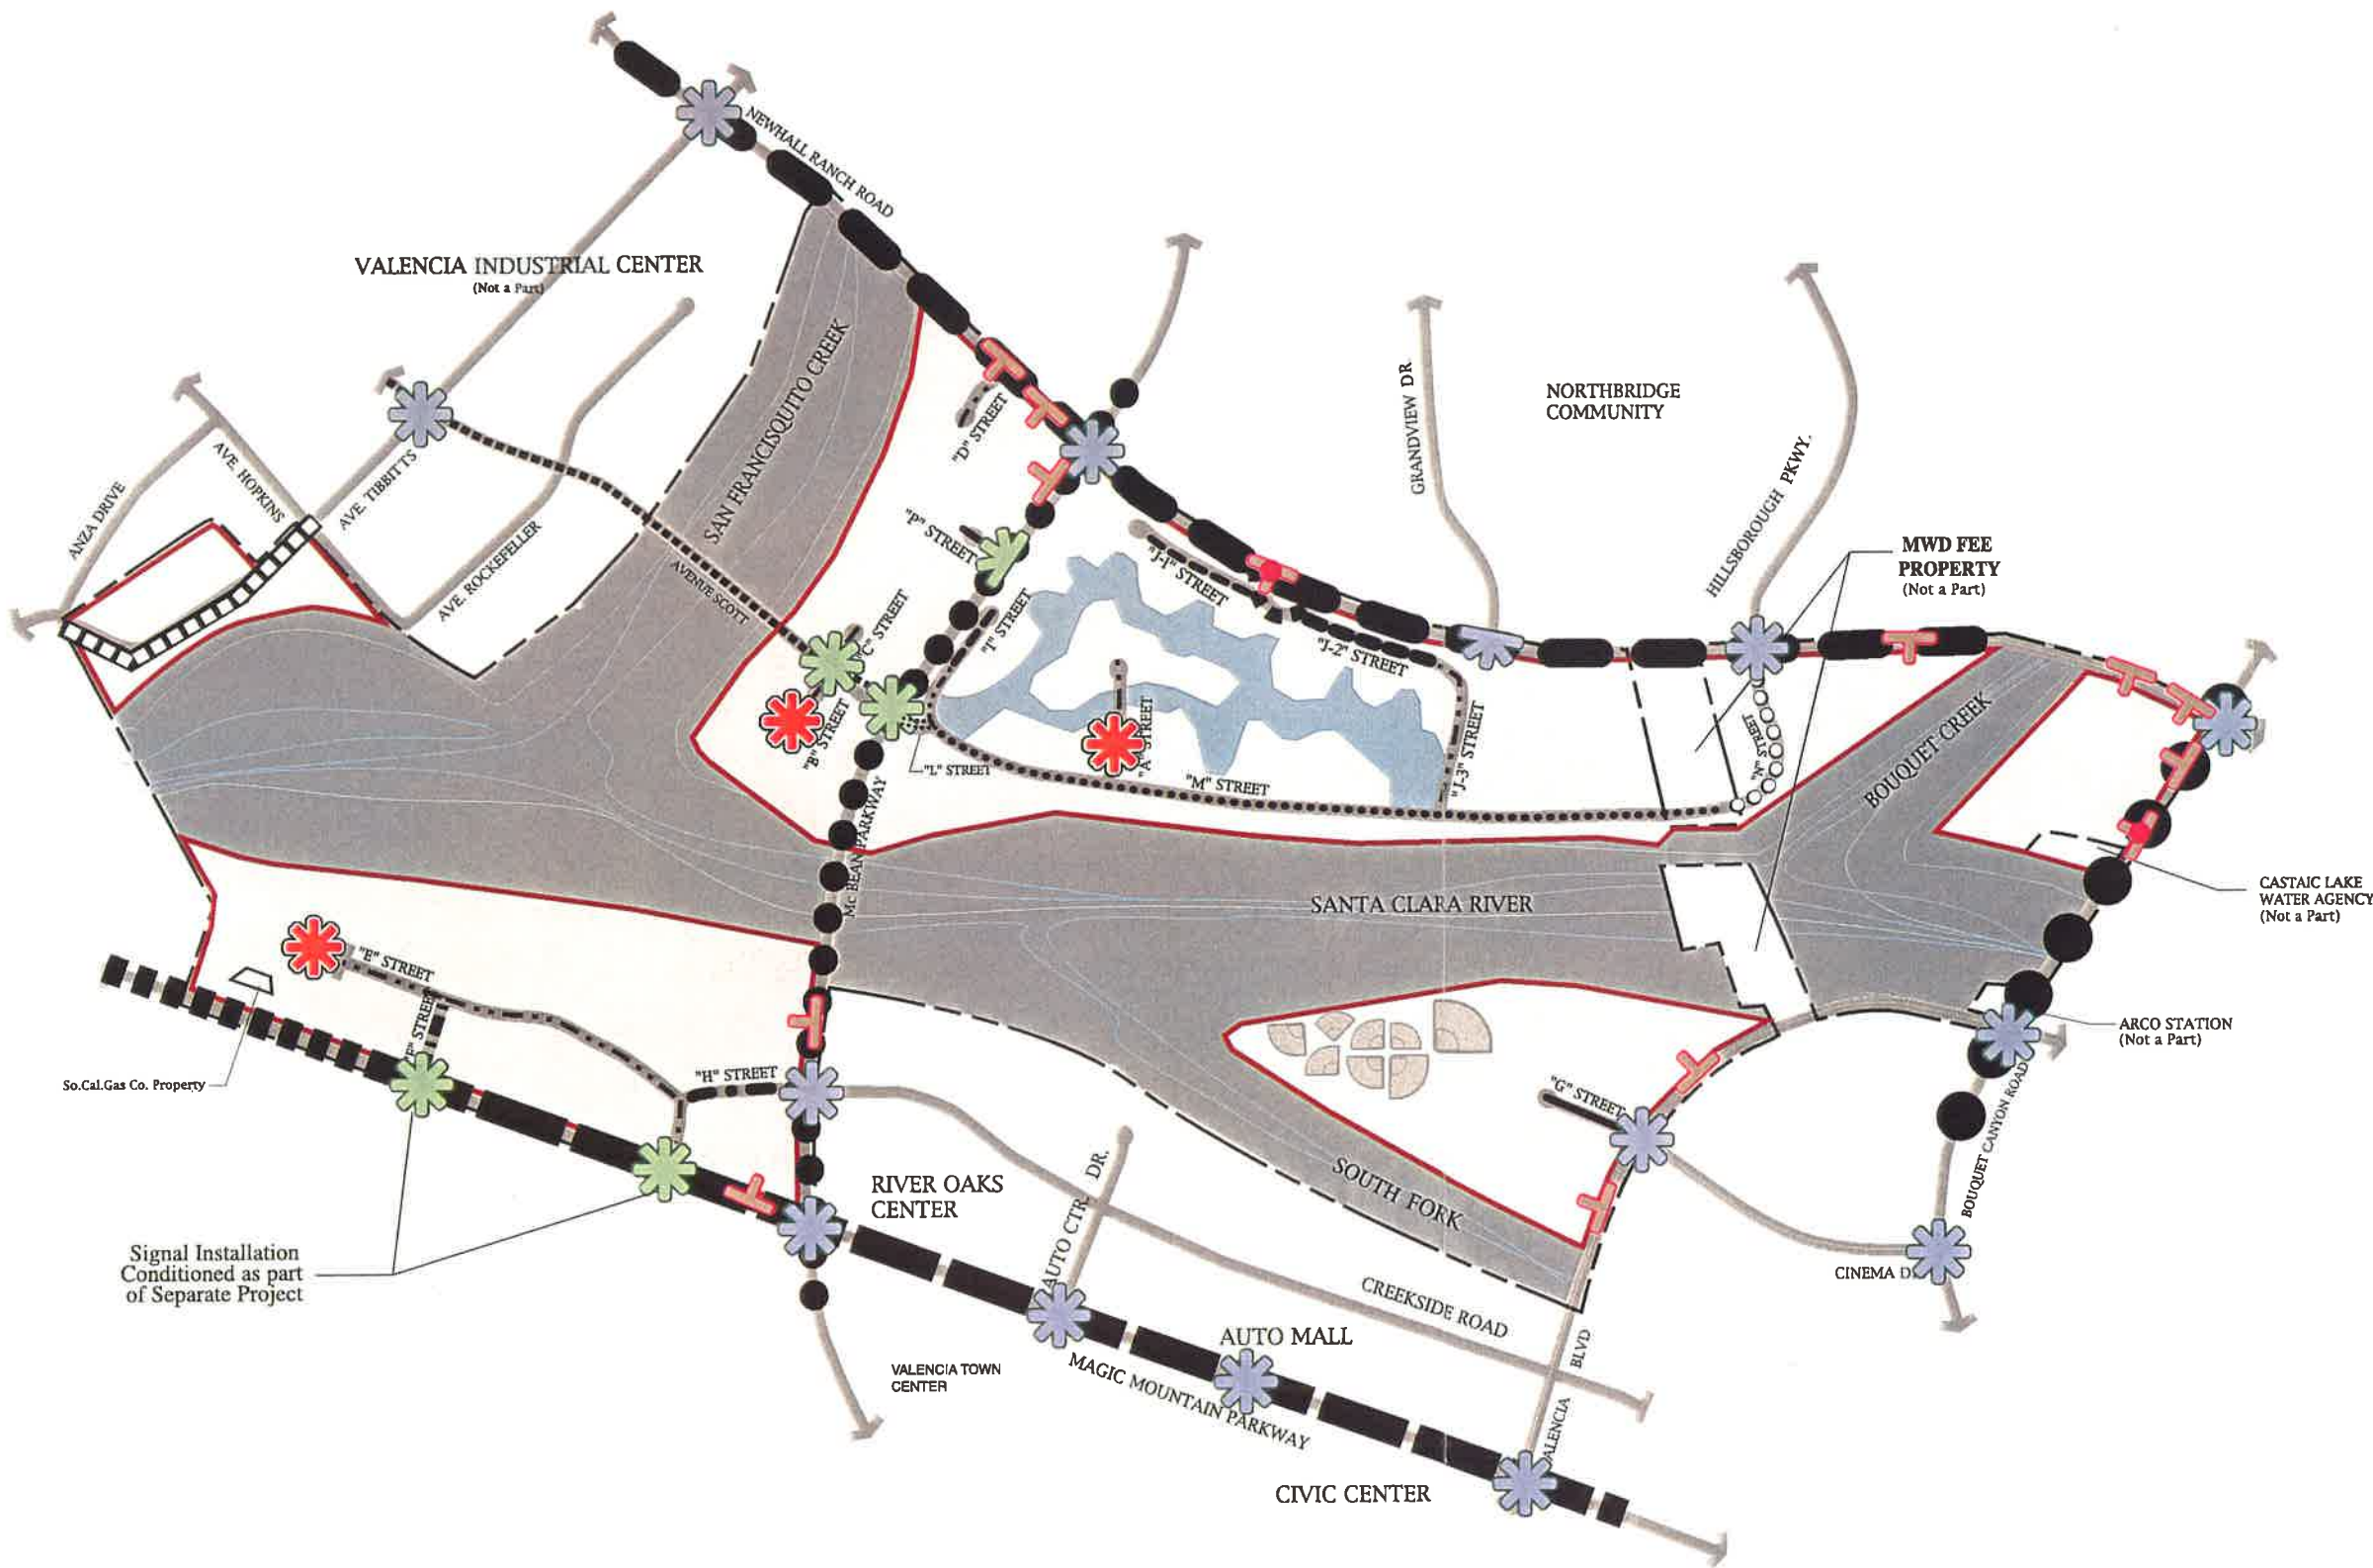 NEWHALL RANCH ROAD
VALENCIA INDUSTRIAL CENTER
(Not a Part)
SAN FRANCISQUITO CREEK
"D" STREET
GRANDVIEW DR.
NORTHBRIDGE
COMMUNITY
HILLSBOROUGH PKWY.
ANZA DRIVE
AVE. HOPKINS
AVE. TIBBITTS
AVE. ROCKEFELLER
AVENUE SCOTT
"P" STREET
"C" STREET
"I" STREET
"J-1" STREET
"J-2" STREET
"J-3" STREET
MWD FEE
PROPERTY
(Not a Part)
"B" STREET
"A" STREET
"L" STREET
"M" STREET
"N" STREET
BOUQUET CREEK
Mc BEAN PARKWAY
SANTA CLARA RIVER
CASTAIC LAKE
WATER AGENCY
(Not a Part)
"E" STREET
"F" STREET
ARCO STATION
(Not a Part)
So.Cal.Gas Co. Property
"H" STREET
"G" STREET
BOUQUET CANYON ROAD
RIVER OAKS
CENTER
SOUTH FORK
AUTO CTR. DR.
Signal Installation
Conditioned as part
of Separate Project
CINEMA
CREEKSIDE ROAD
AUTO MALL
VALENCIA TOWN
CENTER
MAGIC MOUNTAIN PARKWAY
BLVD
CIVIC CENTER